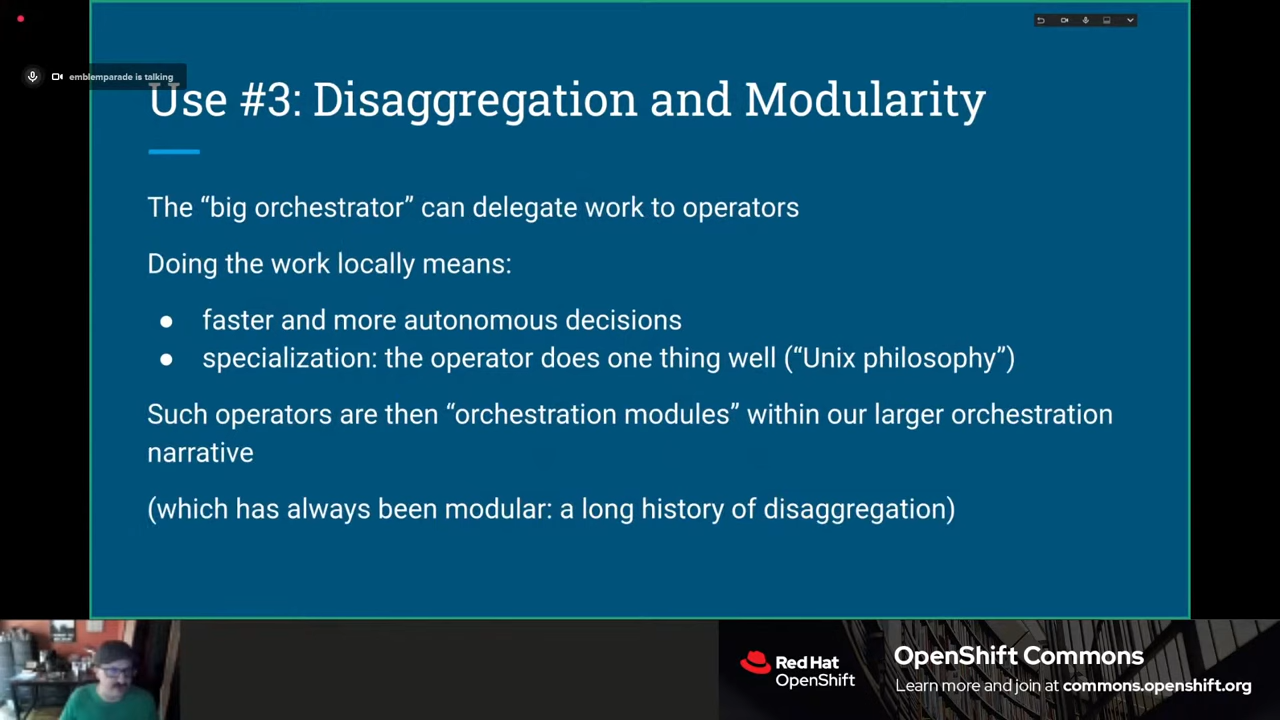 emblemparade is talking
Use #3: Disaggregation and Modularity
The “big orchestrator” can delegate work to operators
Doing the work locally means:
● faster and more autonomous decisions
● specialization: the operator does one thing well (“Unix philosophy”)
Such operators are then “orchestration modules” within our larger orchestration
narrative
(which has always been modular: a long history of disaggregation)
Red Hat
OpenShift
OpenShift Commons
Learn more and join at commons.openshift.org